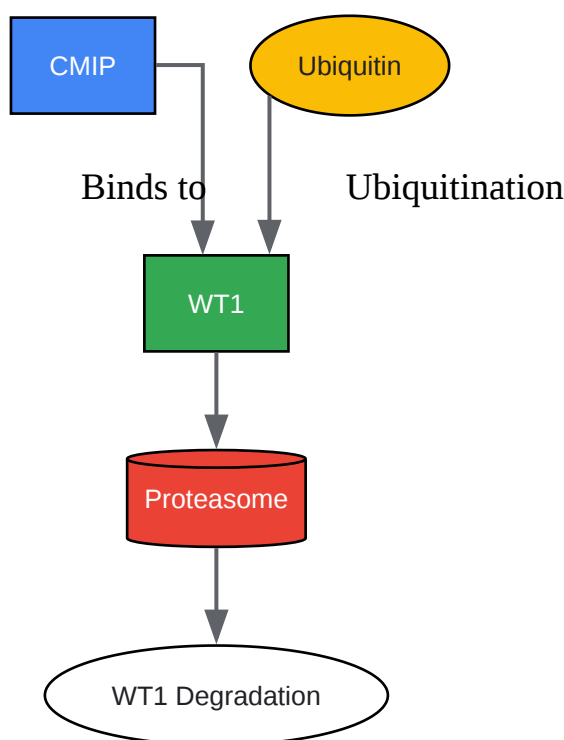 CMIP
Ubiquitin
Binds to
Ubiquitination
WT1
Proteasome
WT1 Degradation